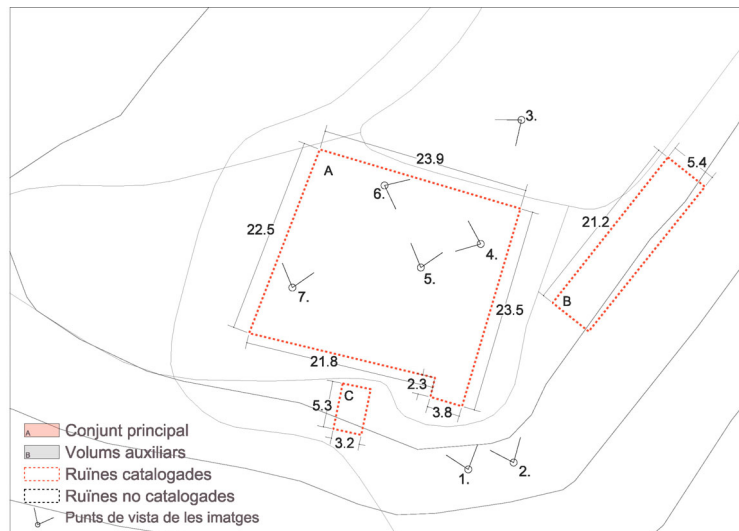 3.
23.9
A
5.4
6.
21.2
22.5
4.
5.
7.
23.5
B
21.8
2.3
C
5.3
3.8
3.2
A Conjunt principal
B Volums auxiliars
1.
2.
Ruïnes catalogades
Ruïnes no catalogades
Punts de vista de les imatges